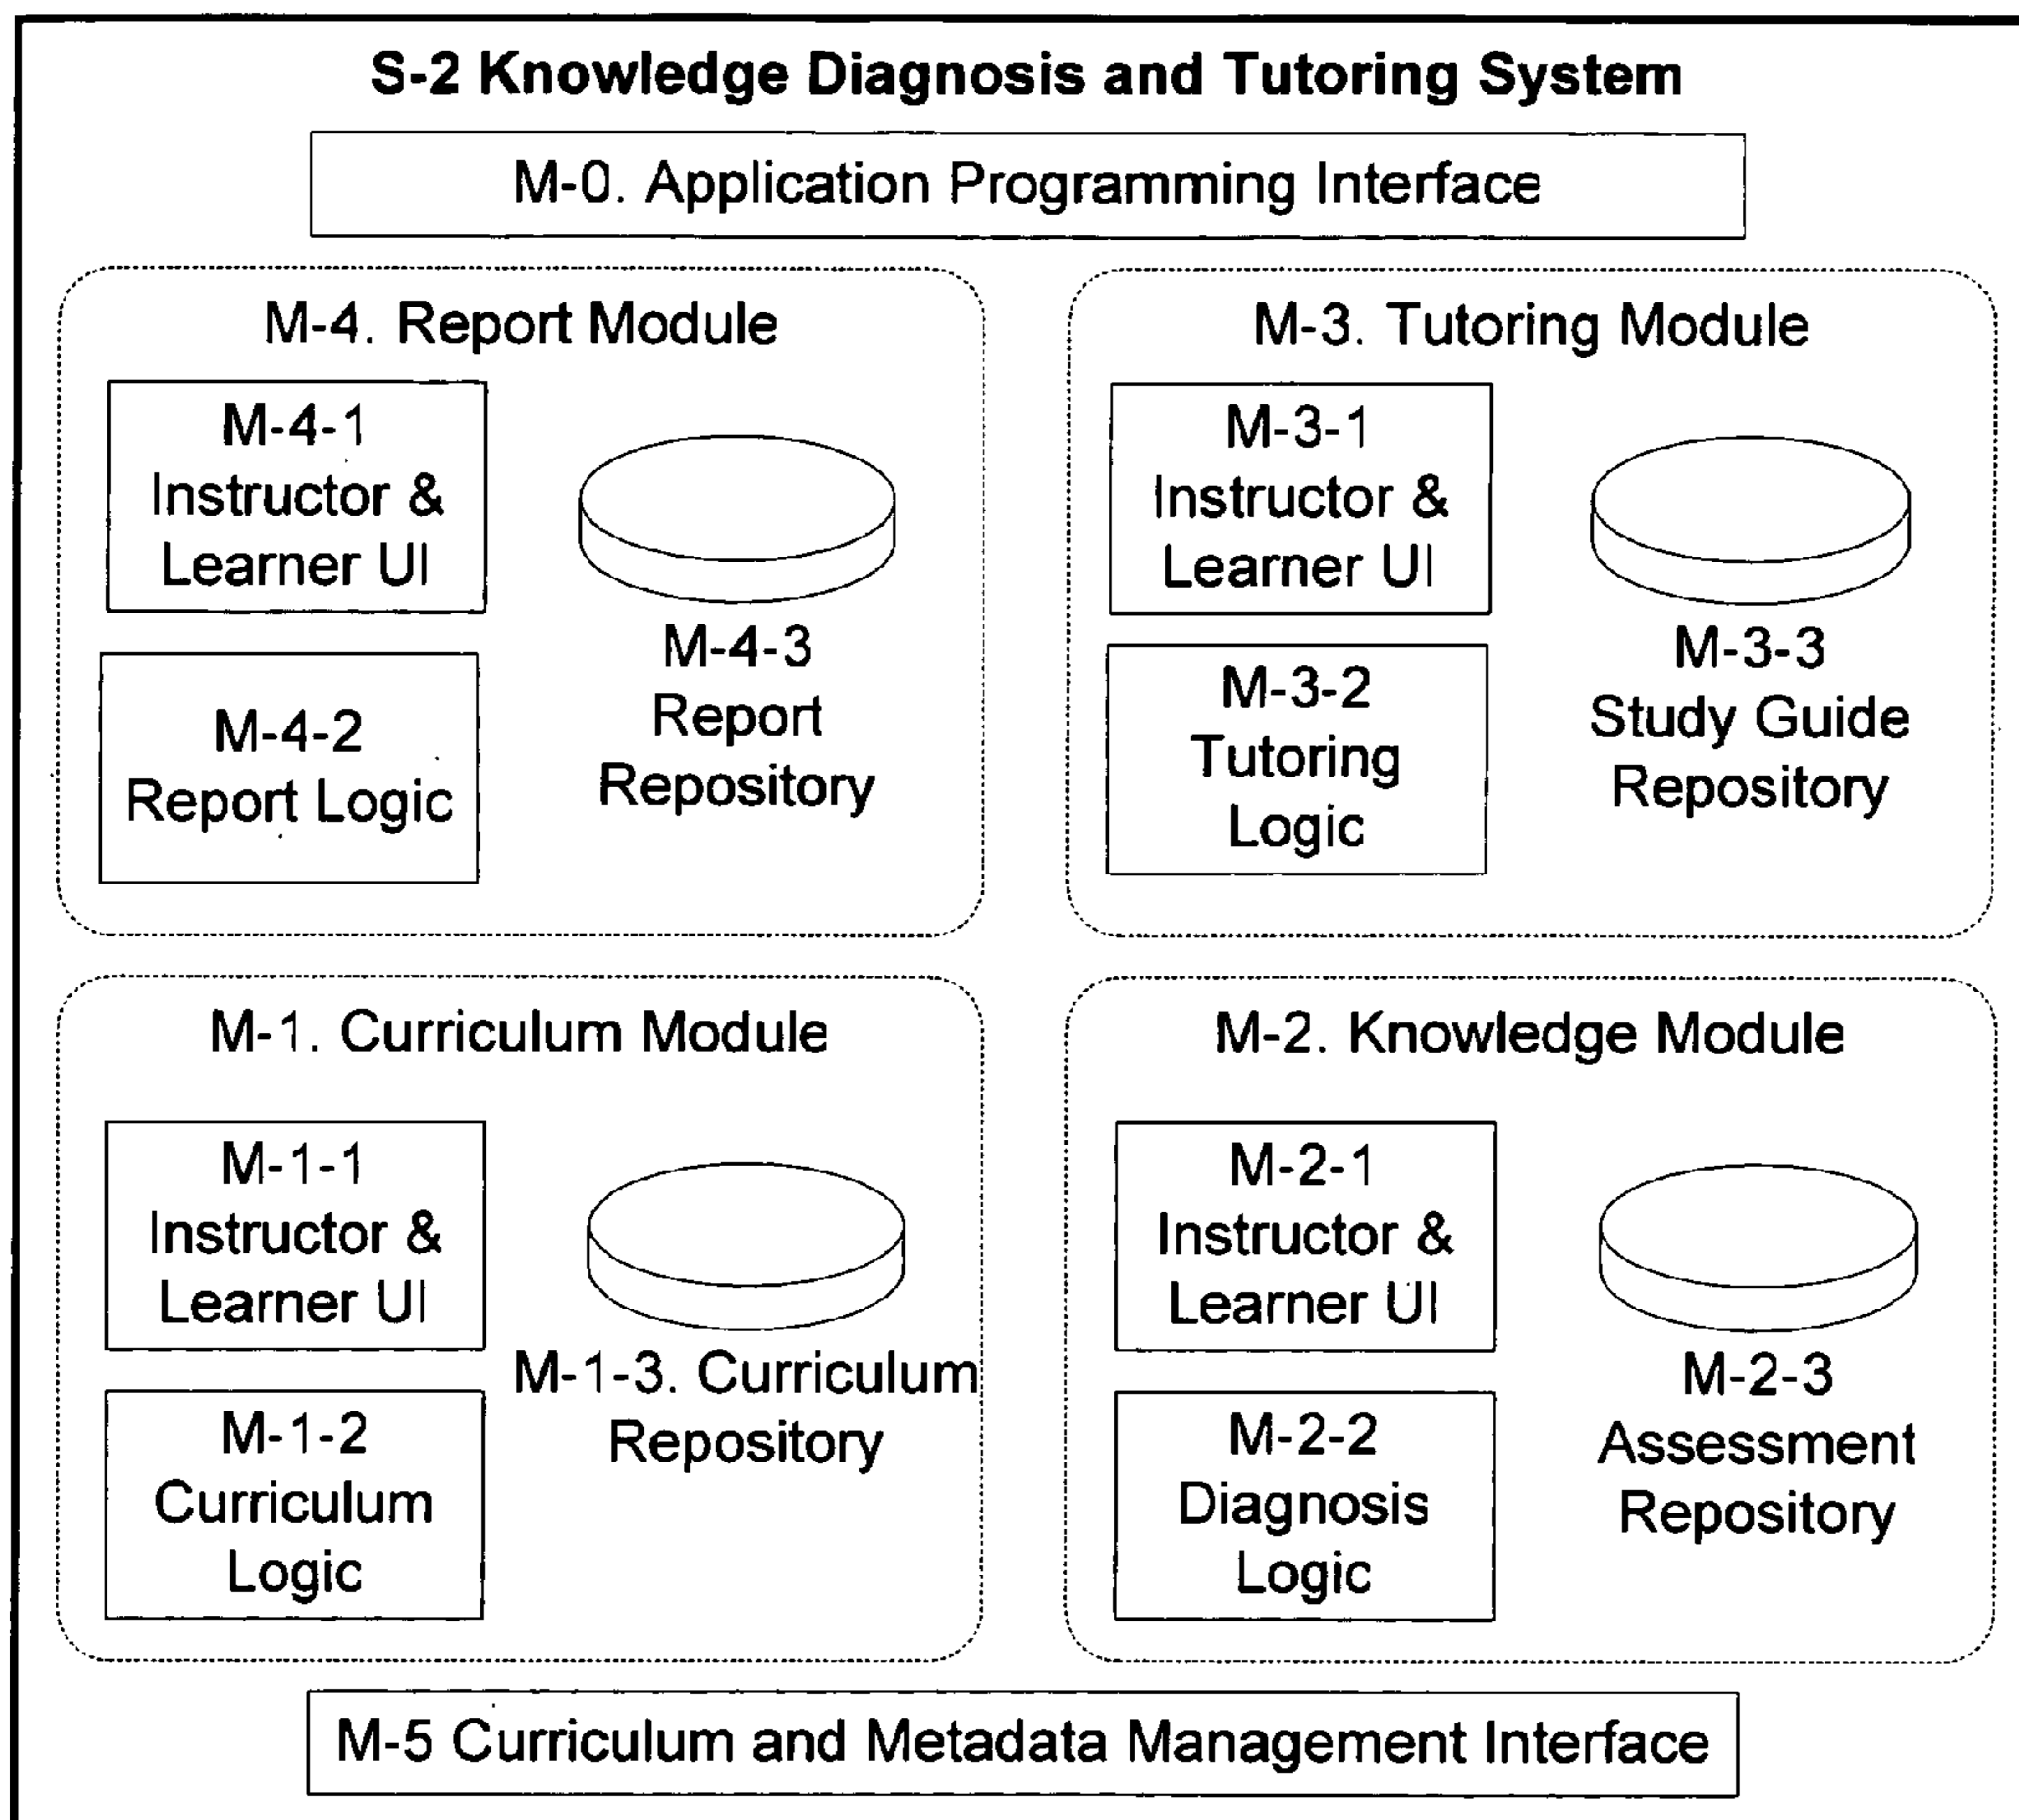 S-2 Knowledge Diagnosis and Tutoring System
M-0. Application Programming Interface
M-4. Report Module
M-4-1
Instructor &
Learner UI
M-4-2
Report Logic
M-4-3
Report
Repository
M-3. Tutoring Module
M-3-1
Instructor &
Learner UI
M-3-2
Tutoring
Logic
M-3-3
Study Guide
Repository
M-1. Curriculum Module
M-1-1
Instructor &
Learner UI
M-1-2
Curriculum
Logic
M-1-3. Curriculum
Repository
M-2. Knowledge Module
M-2-1
Instructor &
Learner UI
M-2-2
Diagnosis
Logic
M-2-3
Assessment
Repository
M-5 Curriculum and Metadata Management Interface